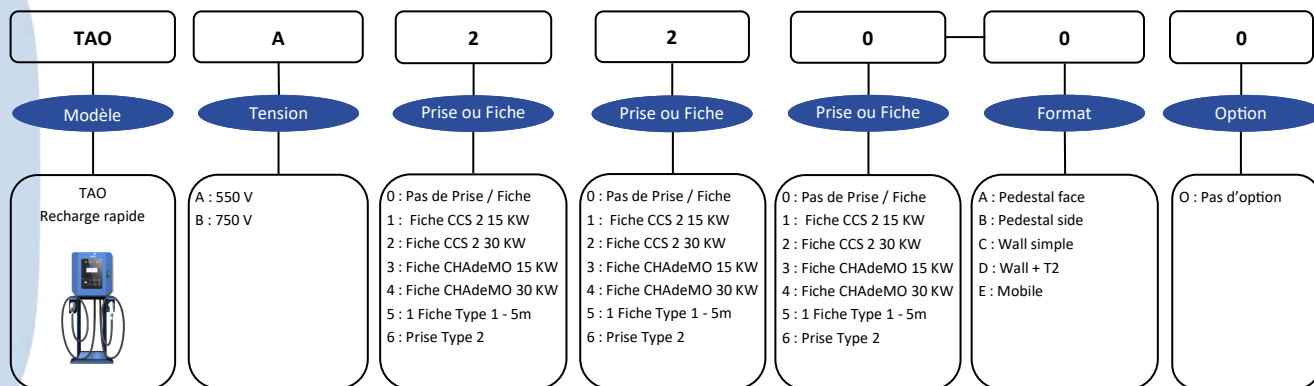 TAO
A
2
2
0
0
0
Modèle
Tension
Prise ou Fiche
Prise ou Fiche
Prise ou Fiche
Format
Option
TAO
Recharge rapide
A : 550 V
B : 750 V
0 : Pas de Prise / Fiche
1 : Fiche CCS 2 15 KW
2 : Fiche CCS 2 30 KW
3 : Fiche CHAdeMO 15 KW
4 : Fiche CHAdeMO 30 KW
5 : 1 Fiche Type 1 - 5m
6 : Prise Type 2
0 : Pas de Prise / Fiche
1 : Fiche CCS 2 15 KW
2 : Fiche CCS 2 30 KW
3 : Fiche CHAdeMO 15 KW
4 : Fiche CHAdeMO 30 KW
5 : 1 Fiche Type 1 - 5m
6 : Prise Type 2
0 : Pas de Prise / Fiche
1 : Fiche CCS 2 15 KW
2 : Fiche CCS 2 30 KW
3 : Fiche CHAdeMO 15 KW
4 : Fiche CHAdeMO 30 KW
5 : 1 Fiche Type 1 - 5m
6 : Prise Type 2
A : Pedestal face
B : Pedestal side
C : Wall simple
D : Wall + T2
E : Mobile
O : Pas d'option